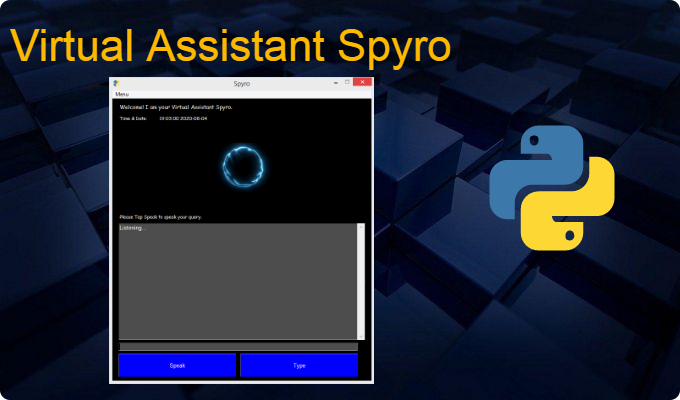 Virtual Assistant Spyro
Spyro
Menu
Welcome! I am your Virtual Assistant Spyro.
Time & Date: 19:03:00 2020-06-04
Please Tap Speak to speak your query.
Listening...
Speak Type